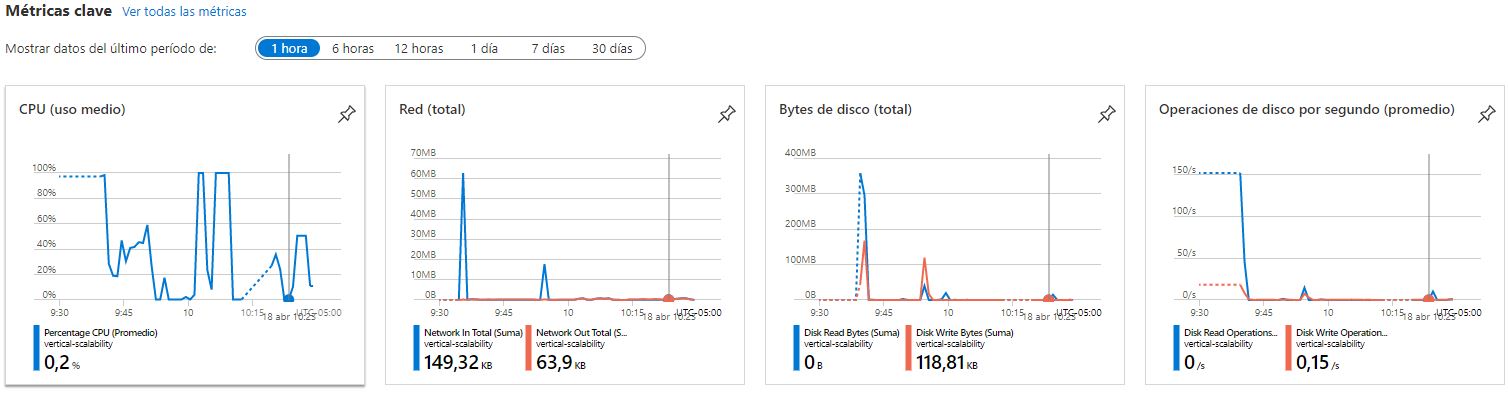 Métricas clave Ver todas las métricas
Mostrar datos del último período de: 1 hora 6 horas 12 horas 1 día 7 días 30 días
CPU (uso medio)
100%
80%
60%
40%
20%
0%
9:30 9:45 10 10:15 UTC-05:00
18 abr 10:25
Percentage CPU (Promedio)
vertical-scalability
0,2 %
Red (total)
70MB
60MB
50MB
40MB
30MB
20MB
10MB
0B
9:30 9:45 10 10:15 UTC-05:00
18 abr 10:25
Network In Total (Suma) Network Out Total (S...
vertical-scalability vertical-scalability
149,32 KB 63,9 KB
Bytes de disco (total)
400MB
300MB
200MB
100MB
0B
9:30 9:45 10 10:15 UTC-05:00
18 abr 10:25
Disk Read Bytes (Suma) Disk Write Bytes (Suma)
vertical-scalability vertical-scalability
0 B 118,81 KB
Operaciones de disco por segundo (promedio)
150/s
100/s
50/s
0/s
9:30 9:45 10 10:15 UTC-05:00
18 abr 10:25
Disk Read Operations... Disk Write Operation...
vertical-scalability vertical-scalability
0 /s 0,15 /s